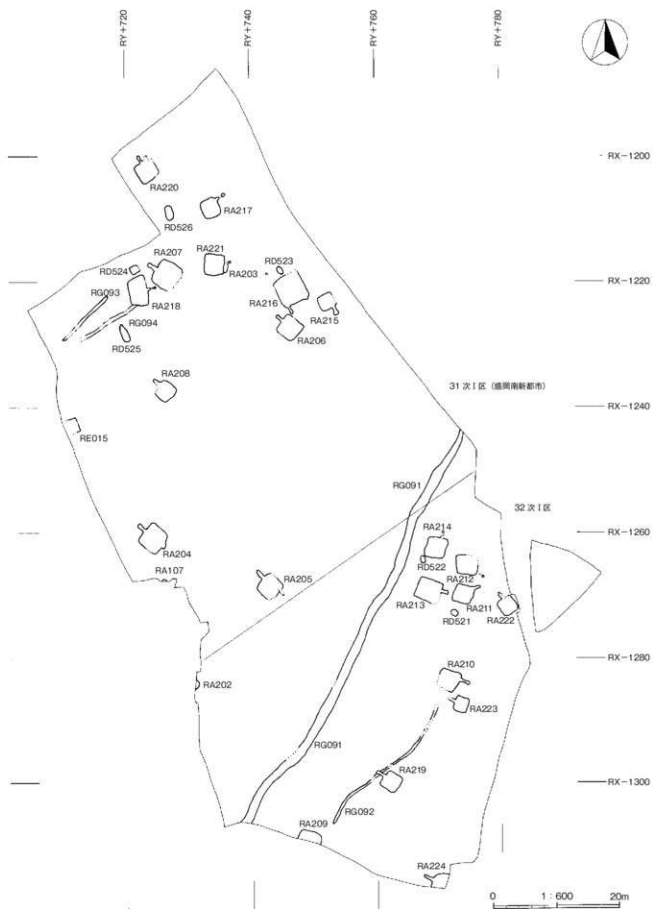 RY+720
RY+740
RY+760
RY+780
RX-1200
RA220
RA217
RD526
RA221
RA207
RD524
RA203
RD523
RX-1220
RG093
RA218
RA216
RA215
RG094
RD525
RA206
RA208
31次Ⅰ区(盛岡南新都市)
RX-1240
RE015
RG091
32次Ⅰ区
RA214
RX-1260
RD522
RA204
RA212
RA107
RA205
RA213
RA211
RD521
RA222
RX-1280
RA210
RA202
RA223
RG091
RA219
RX-1300
RG092
RA209
RA224
0 1:600 20m